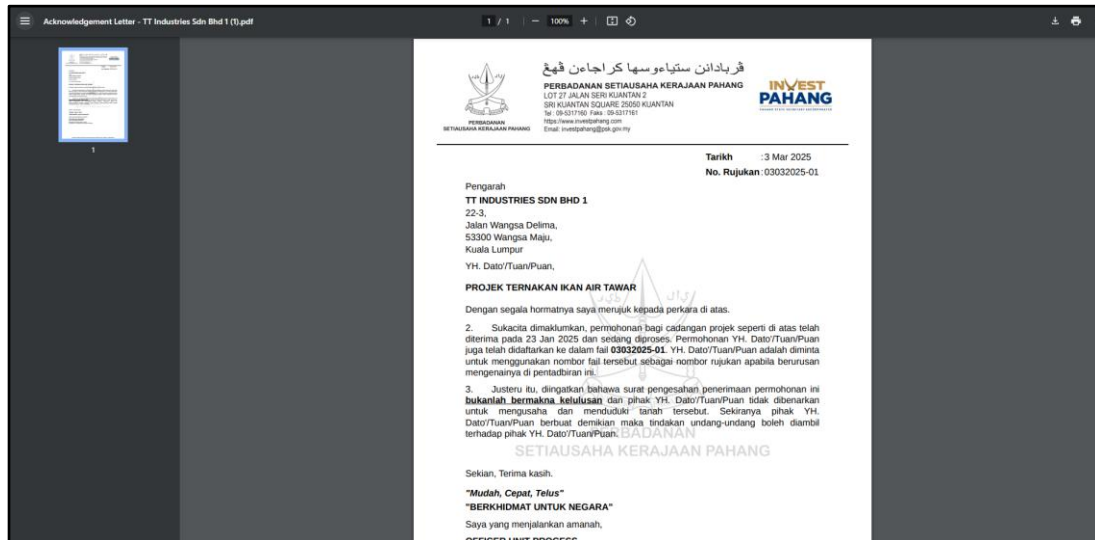 Acknowledgement Letter - TT Industries Sdn Bhd 1 (1).pdf
1 / 1
100%
1
PERBADANAN
SETIAUSAHA KERAJAAN PAHANG
PERBADANAN SETIAUSAHA KERAJAAN PAHANG
LOT 27 JALAN SERI KUANTAN 2
SRI KUANTAN SQUARE 25050 KUANTAN
Tel : 09-5317160 Faks : 09-5317161
https://www.investpahang.com
Email: investpahang@psk.gov.my
INVEST
PAHANG
Tarikh : 3 Mar 2025
No. Rujukan : 03032025-01
Pengarah
TT INDUSTRIES SDN BHD 1
22-3,
Jalan Wangsa Delima,
53300 Wangsa Maju,
Kuala Lumpur
YH. Dato'/Tuan/Puan,
PROJEK TERNAKAN IKAN AIR TAWAR
Dengan segala hormatnya saya merujuk kepada perkara di atas.
2. Sukacita dimaklumkan, permohonan bagi cadangan projek seperti di atas telah
diterima pada 23 Jan 2025 dan sedang diproses. Permohonan YH. Dato'/Tuan/Puan
juga telah didaftarkan ke dalam fail 03032025-01. YH. Dato'/Tuan/Puan adalah diminta
untuk menggunakan nombor fail tersebut sebagai nombor rujukan apabila berurusan
mengenainya di pentadbiran ini.
3. Justeru itu, diingatkan bahawa surat pengesahan penerimaan permohonan ini
bukanlah bermakna kelulusan dan pihak YH. Dato'/Tuan/Puan tidak dibenarkan
untuk mengusaha dan menduduki tanah tersebut. Sekiranya pihak YH.
Dato'/Tuan/Puan berbuat demikian maka tindakan undang-undang boleh diambil
terhadap pihak YH. Dato'/Tuan/Puan.
PERBADANAN
SETIAUSAHA KERAJAAN PAHANG
Sekian, Terima kasih.
"Mudah, Cepat, Telus"
"BERKHIDMAT UNTUK NEGARA"
Saya yang menjalankan amanah,
OFFICER UNIT PROCESS